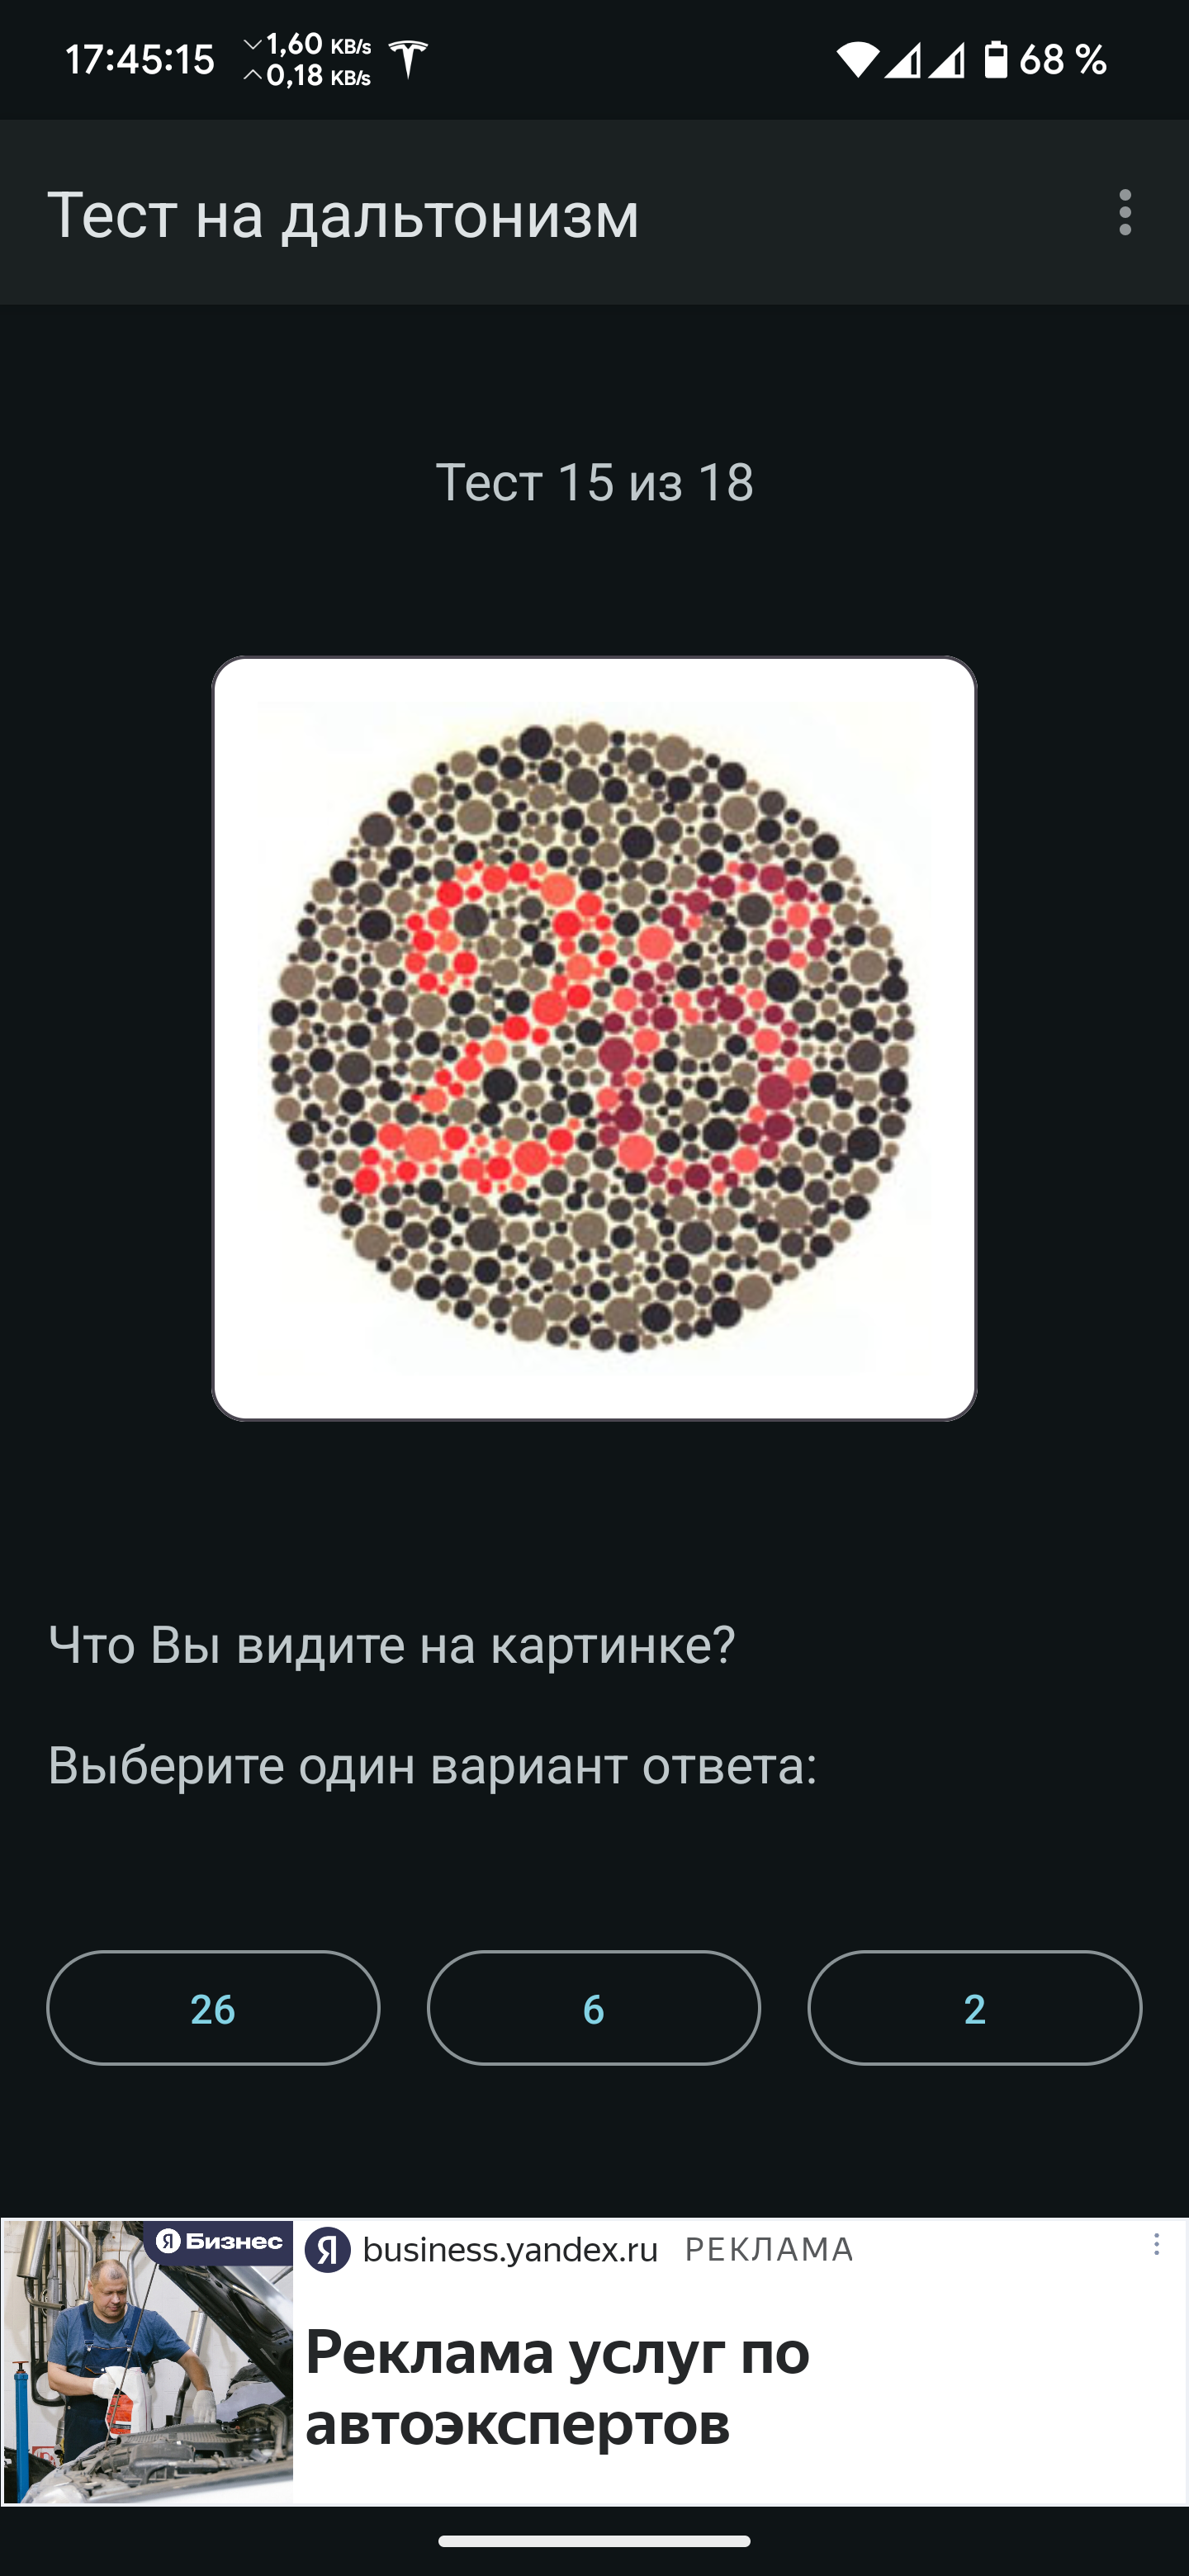 17:45:15
1,60 KB/s
0,18 KB/s
68 %
Тест на дальтонизм
Тест 15 из 18
26
Что Вы видите на картинке?
Выберите один вариант ответа:
26
6
2
Я Бизнес
Я business.yandex.ru РЕКЛАМА
Реклама услуг по
автоэкспертов